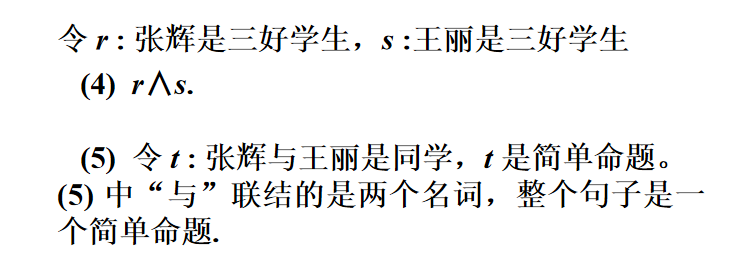 令 r : 张辉是三好学生，s :王丽是三好学生
(4) r∧s.
(5) 令 t : 张辉与王丽是同学，t 是简单命题。
(5) 中“与”联结的是两个名词，整个句子是一
个简单命题.